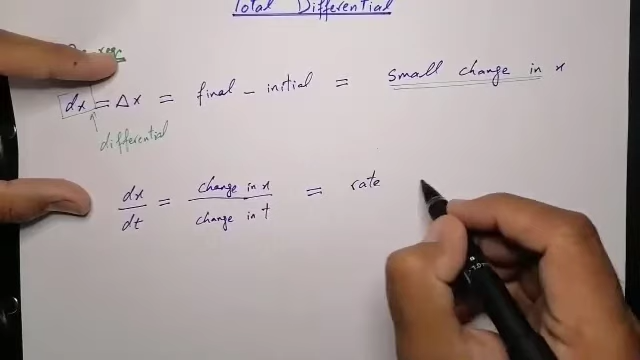 Total Differential
dx = Δx = final - initial = small change in x
differential
dx/dt = change in x / change in t = rate